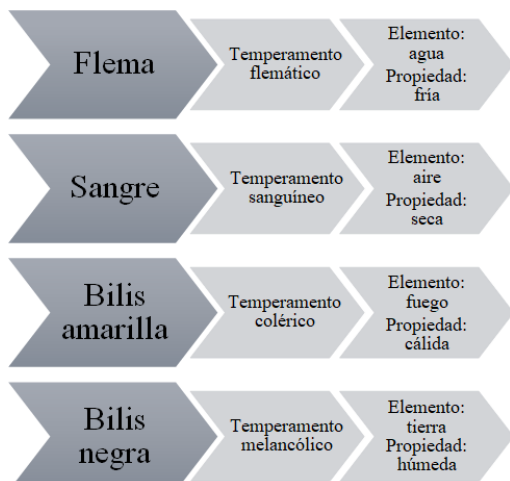 Flema
Temperamento
flemático
Elemento:
agua
Propiedad:
fría
Sangre
Temperamento
sanguíneo
Elemento:
aire
Propiedad:
seca
Bilis
amarilla
Temperamento
colérico
Elemento:
fuego
Propiedad:
cálida
Bilis
negra
Temperamento
melancólico
Elemento:
tierra
Propiedad:
húmeda